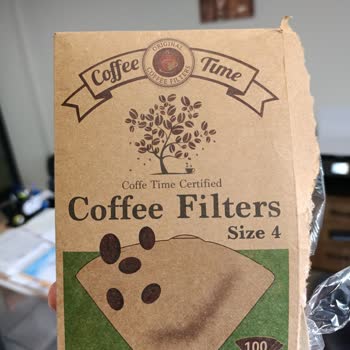 ORIGINAL
Coffee Time
COFFEE FILTERS
Coffe Time Certified
Coffee Filters
Size 4
100